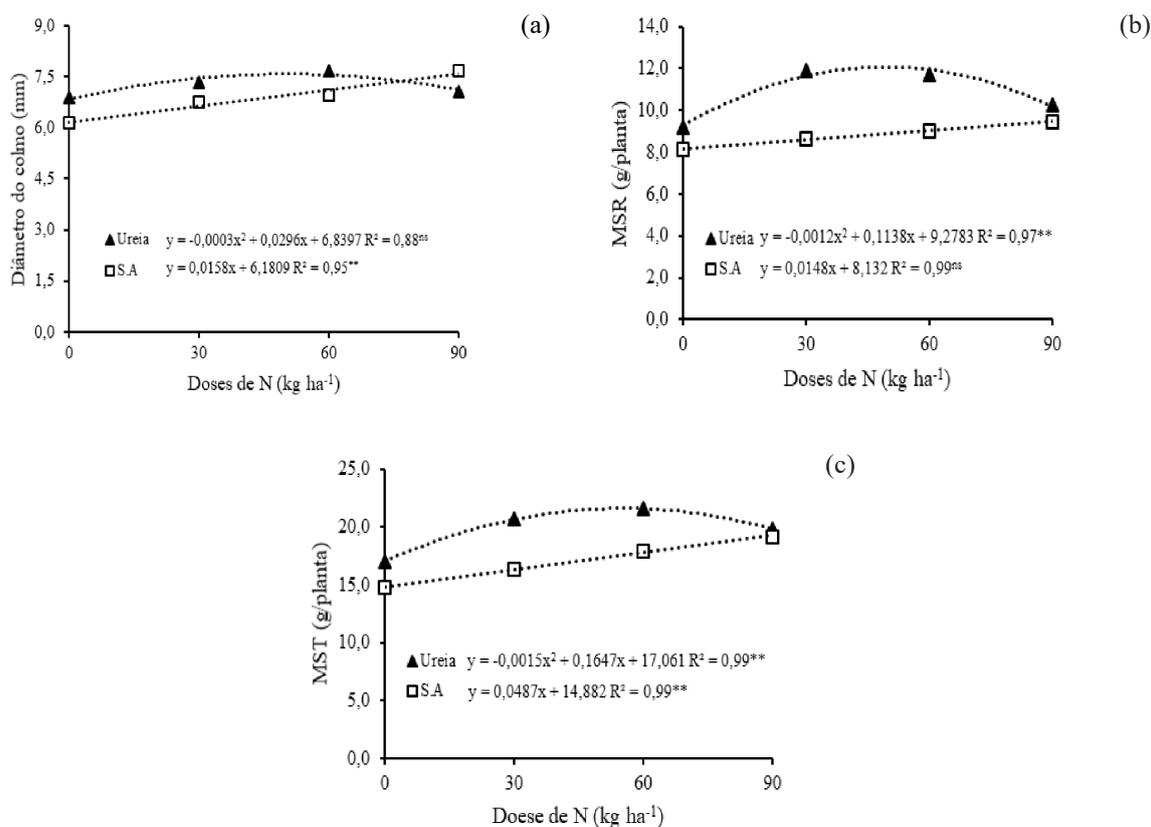 (a)
Diâmetro do colmo (mm)
9,0
7,5
6,0
4,5
3,0
1,5
0,0
Ureia y = -0,0003x² + 0,0296x + 6,8397 R² = 0,88ⁿˢ
S.A y = 0,0158x + 6,1809 R² = 0,95**
0 30 60 90
Doses de N (kg ha⁻¹)
(b)
MSR (g/planta)
14,0
12,0
10,0
8,0
6,0
4,0
2,0
0,0
Ureia y = -0,0012x² + 0,1138x + 9,2783 R² = 0,97**
S.A y = 0,0148x + 8,132 R² = 0,99ⁿˢ
0 30 60 90
Doses de N (kg ha⁻¹)
(c)
MST (g/planta)
25,0
20,0
15,0
10,0
5,0
0,0
Ureia y = -0,0015x² + 0,1647x + 17,061 R² = 0,99**
S.A y = 0,0487x + 14,882 R² = 0,99**
0 30 60 90
Doese de N (kg ha⁻¹)